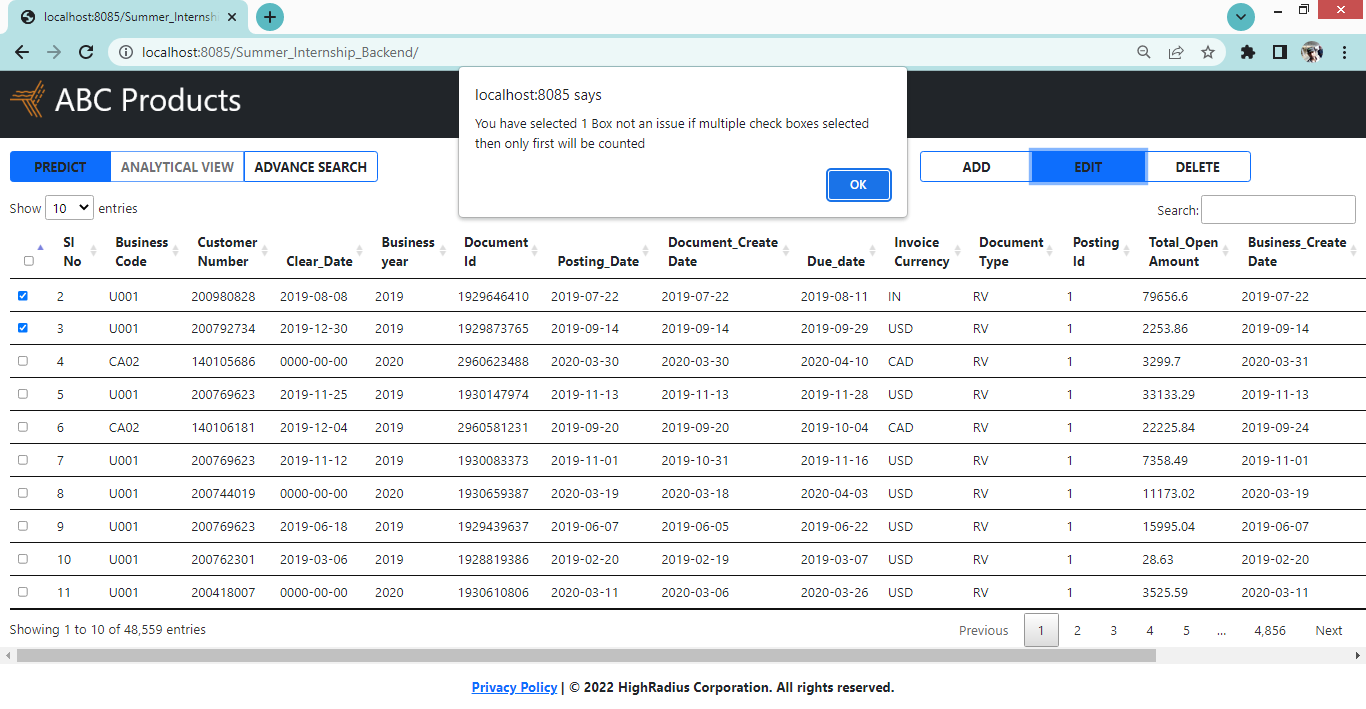 localhost:8085/Summer_Internsh
localhost:8085/Summer_Internship_Backend/
ABC Products
localhost:8085 says
You have selected 1 Box not an issue if multiple check boxes selected
then only first will be counted
OK
PREDICT ANALYTICAL VIEW ADVANCE SEARCH ADD EDIT DELETE
Show 10 entries Search:
Sl Business Customer Business Document Document_Create Invoice Document Posting Total_Open Business_Create
No Code Number Clear_Date year Id Posting_Date Date Due_date Currency Type Id Amount Date
2 U001 200980828 2019-08-08 2019 1929646410 2019-07-22 2019-07-22 2019-08-11 IN RV 1 79656.6 2019-07-22
3 U001 200792734 2019-12-30 2019 1929873765 2019-09-14 2019-09-14 2019-09-29 USD RV 1 2253.86 2019-09-14
4 CA02 140105686 0000-00-00 2020 2960623488 2020-03-30 2020-03-30 2020-04-10 CAD RV 1 3299.7 2020-03-31
5 U001 200769623 2019-11-25 2019 1930147974 2019-11-13 2019-11-13 2019-11-28 USD RV 1 33133.29 2019-11-13
6 CA02 140106181 2019-12-04 2019 2960581231 2019-09-20 2019-09-20 2019-10-04 CAD RV 1 22225.84 2019-09-24
7 U001 200769623 2019-11-12 2019 1930083373 2019-11-01 2019-10-31 2019-11-16 USD RV 1 7358.49 2019-11-01
8 U001 200744019 0000-00-00 2020 1930659387 2020-03-19 2020-03-18 2020-04-03 USD RV 1 11173.02 2020-03-19
9 U001 200769623 2019-06-18 2019 1929439637 2019-06-07 2019-06-05 2019-06-22 USD RV 1 15995.04 2019-06-07
10 U001 200762301 2019-03-06 2019 1928819386 2019-02-20 2019-02-19 2019-03-07 USD RV 1 28.63 2019-02-20
11 U001 200418007 0000-00-00 2020 1930610806 2020-03-11 2020-03-06 2020-03-26 USD RV 1 3525.59 2020-03-11
Showing 1 to 10 of 48,559 entries Previous 1 2 3 4 5 ... 4,856 Next
Privacy Policy | © 2022 HighRadius Corporation. All rights reserved.